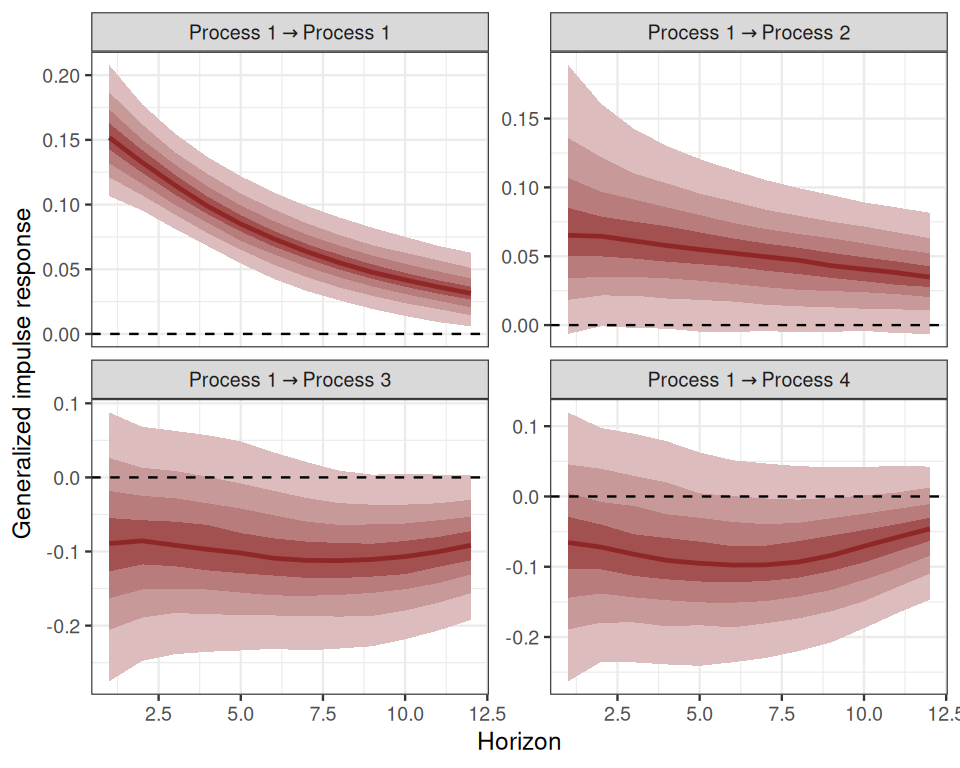 Process 1 → Process 1
Process 1 → Process 2
0.20
0.15
0.10
0.05
0.00
0.15
0.10
0.05
0.00
Generalized impulse response
Process 1 → Process 3
Process 1 → Process 4
0.1
0.0
-0.1
-0.2
0.1
0.0
-0.1
-0.2
2.5 5.0 7.5 10.0 12.5
2.5 5.0 7.5 10.0 12.5
Horizon